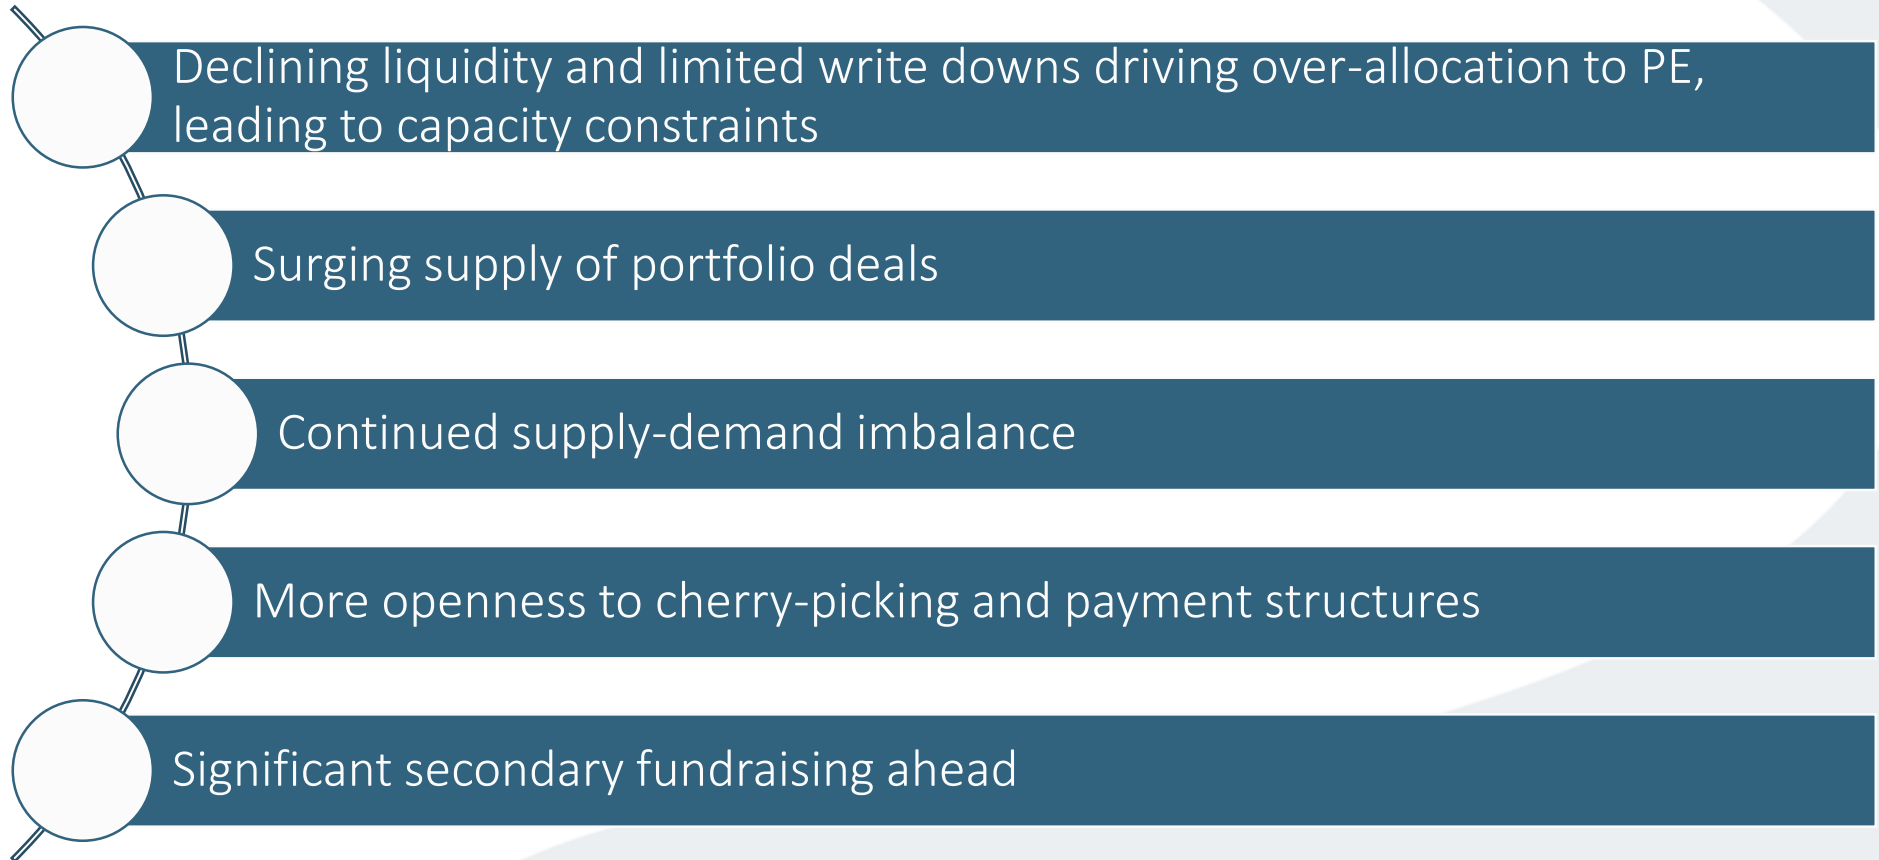 Declining liquidity and limited write downs driving over-allocation to PE,
leading to capacity constraints
Surging supply of portfolio deals
Continued supply-demand imbalance
More openness to cherry-picking and payment structures
Significant secondary fundraising ahead